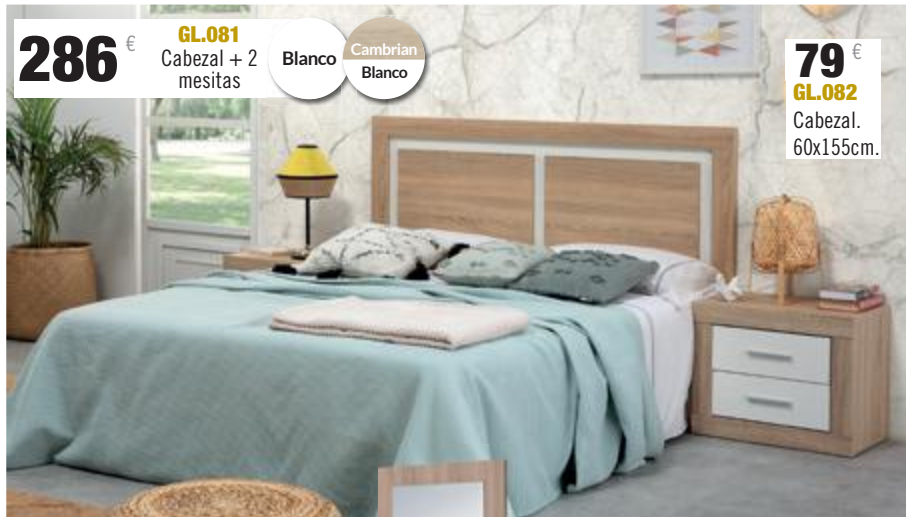 286 €
GL.081
Cabezal + 2
mesitas
Blanco
Cambrian
Blanco
79 €
GL.082
Cabezal.
60x155cm.